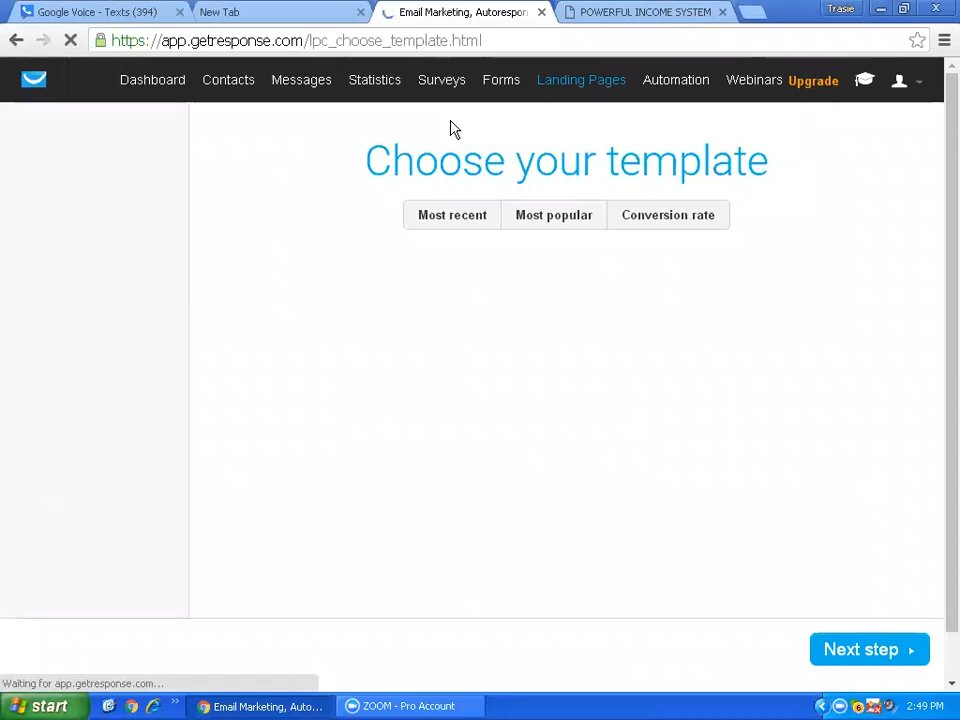 Google Voice - Texts (394)
New Tab
Email Marketing, Autorespor
POWERFUL INCOME SYSTEM
Trasie
https://app.getresponse.com/lpc_choose_template.html
Dashboard
Contacts
Messages
Statistics
Surveys
Forms
Landing Pages
Automation
Webinars
Upgrade
Choose your template
Most recent
Most popular
Conversion rate
Next step
Waiting for app.getresponse.com...
start
Email Marketing, Auto...
ZOOM - Pro Account
2:49 PM